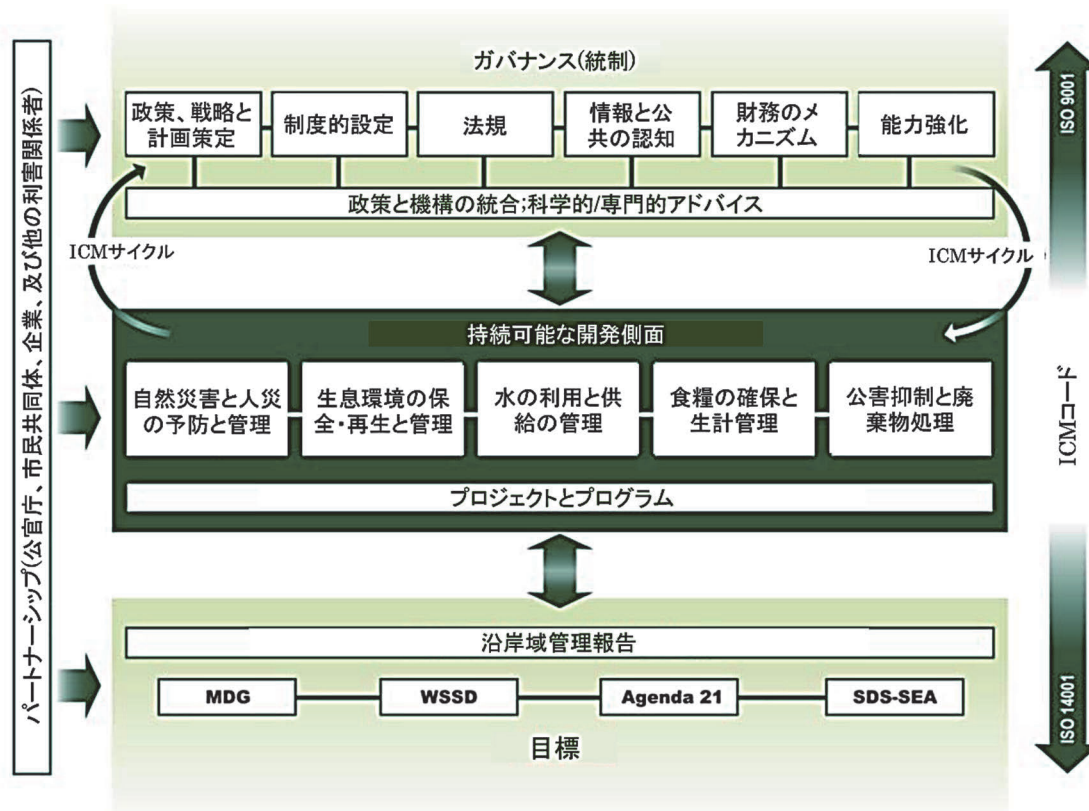 パートナーシップ(公官庁、市民共同体、企業、及び他の利害関係者)
ガバナンス(統制)
政策、戦略と
計画策定
制度的設定
法規
情報と公
共の認知
財務のメ
カニズム
能力強化
政策と機構の統合;科学的/専門的アドバイス
ICMサイクル
ICMサイクル
持続可能な開発側面
自然災害と人災
の予防と管理
生息環境の保
全・再生と管理
水の利用と供
給の管理
食糧の確保と
生計管理
公害抑制と廃
棄物処理
プロジェクトとプログラム
沿岸域管理報告
MDG
WSSD
Agenda 21
SDS-SEA
目標
ISO 9001
ICMコード
ISO 14001